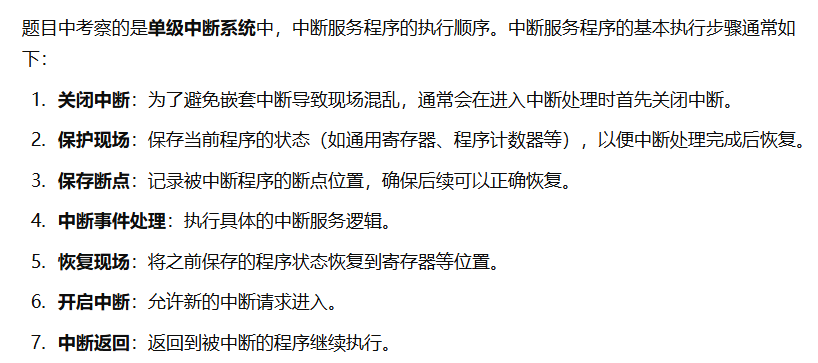 题目中考察的是单级中断系统中，中断服务程序的执行顺序。中断服务程序的基本执行步骤通常如
下：
1. 关闭中断：为了避免嵌套中断导致现场混乱，通常会在进入中断处理时首先关闭中断。
2. 保护现场：保存当前程序的状态（如通用寄存器、程序计数器等），以便中断处理完成后恢复。
3. 保存断点：记录被中断程序的断点位置，确保后续可以正确恢复。
4. 中断事件处理：执行具体的中断服务逻辑。
5. 恢复现场：将之前保存的程序状态恢复到寄存器等位置。
6. 开启中断：允许新的中断请求进入。
7. 中断返回：返回到被中断的程序继续执行。